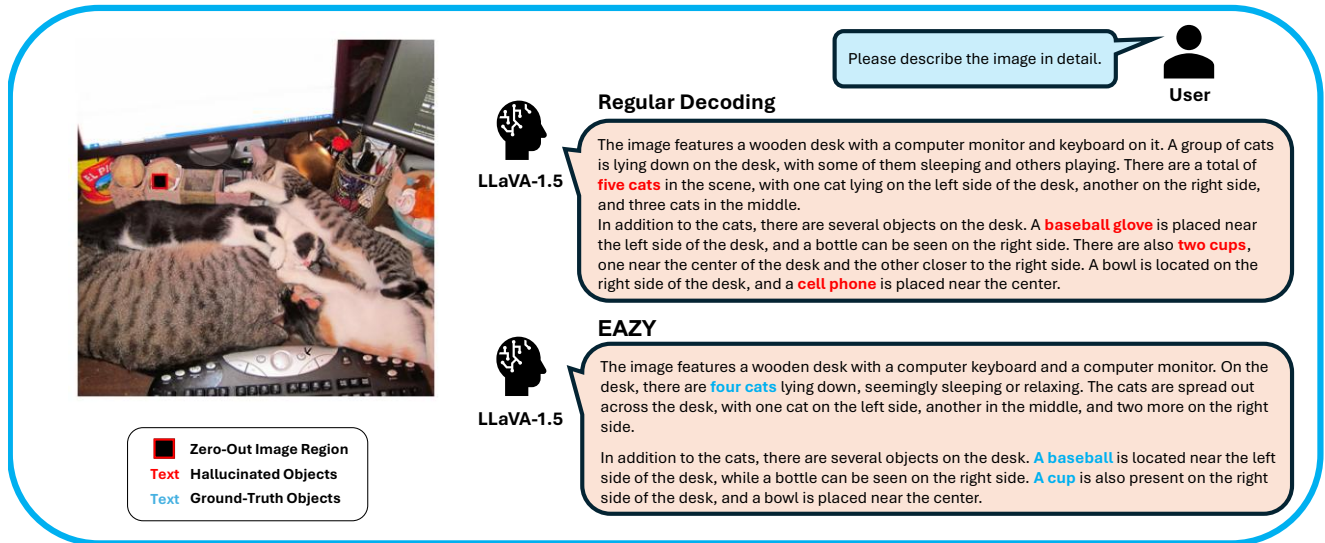 Please describe the image in detail.
User
Regular Decoding
LLaVA-1.5
The image features a wooden desk with a computer monitor and keyboard on it. A group of cats
is lying down on the desk, with some of them sleeping and others playing. There are a total of
five cats in the scene, with one cat lying on the left side of the desk, another on the right side,
and three cats in the middle.
In addition to the cats, there are several objects on the desk. A baseball glove is placed near
the left side of the desk, and a bottle can be seen on the right side. There are also two cups,
one near the center of the desk and the other closer to the right side. A bowl is located on the
right side of the desk, and a cell phone is placed near the center.
EL
EAZY
LLaVA-1.5
The image features a wooden desk with a computer keyboard and a computer monitor. On the
desk, there are four cats lying down, seemingly sleeping or relaxing. The cats are spread out
across the desk, with one cat on the left side, another in the middle, and two more on the right
side.
In addition to the cats, there are several objects on the desk. A baseball is located near the left
side of the desk, while a bottle can be seen on the right side. A cup is also present on the right
side of the desk, and a bowl is placed near the center.
Zero-Out Image Region
Text Hallucinated Objects
Text Ground-Truth Objects